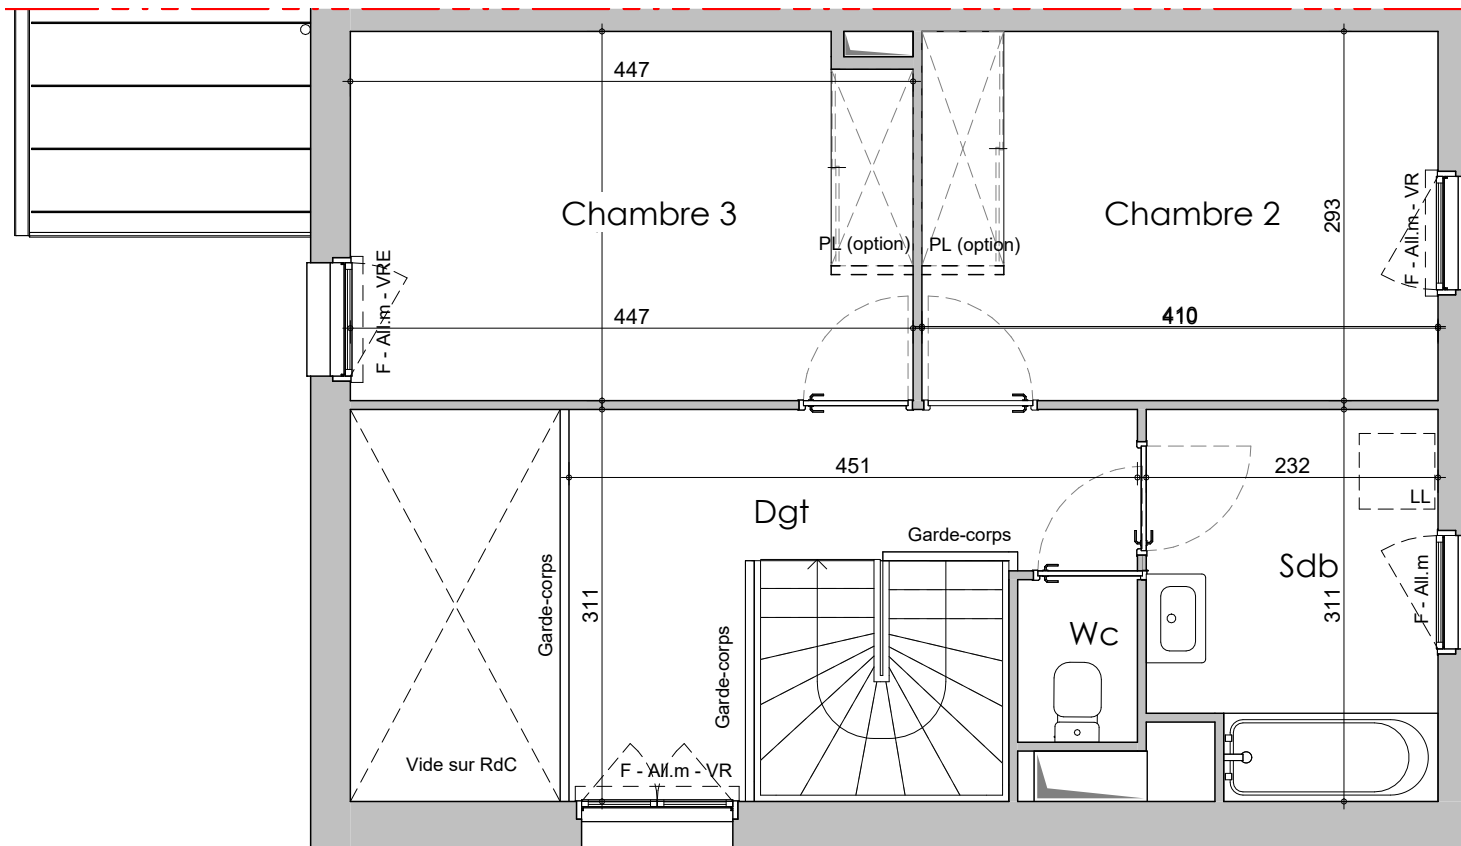 447
Chambre 3
Chambre 2
293
F - All.m - VR
PL (option)
PL (option)
F - All.m - VRE
447
410
451
232
LL
Dgt
Garde-corps
Sdb
F - All.m
311
311
Garde-corps
Garde-corps
Wc
Vide sur RdC
F - All.m - VR